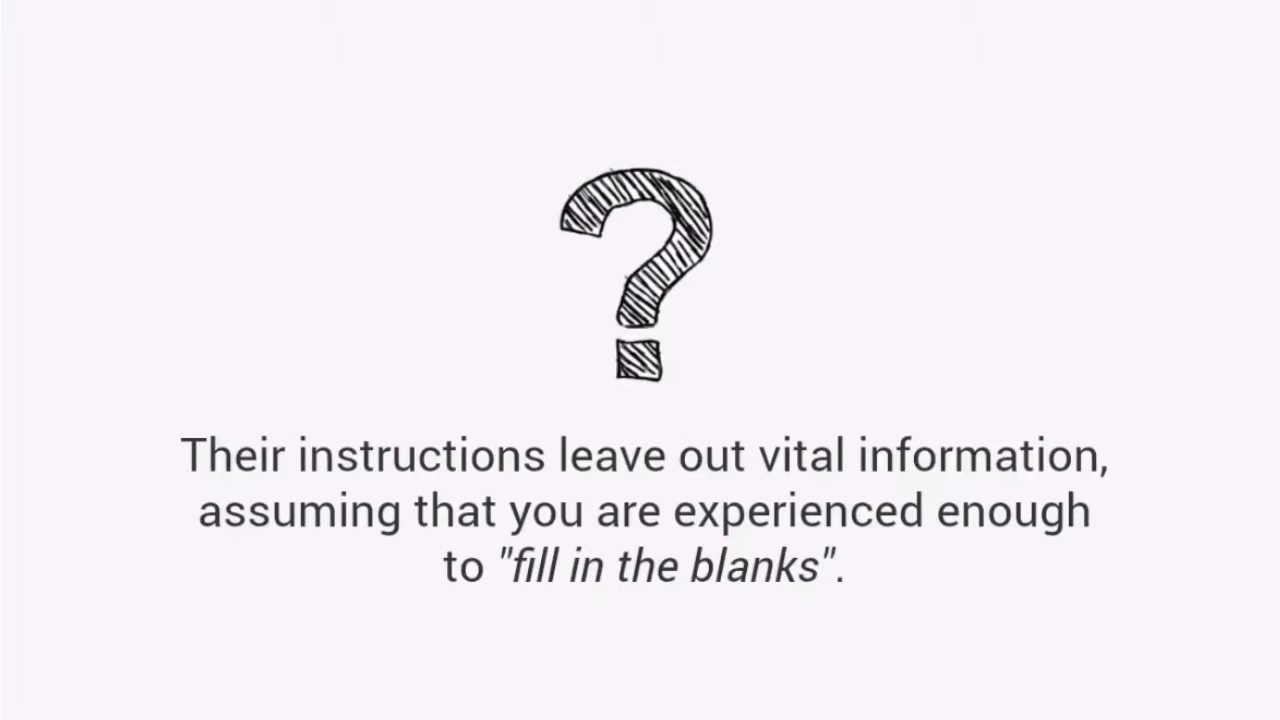 Their instructions leave out vital information,
assuming that you are experienced enough
to "fill in the blanks".